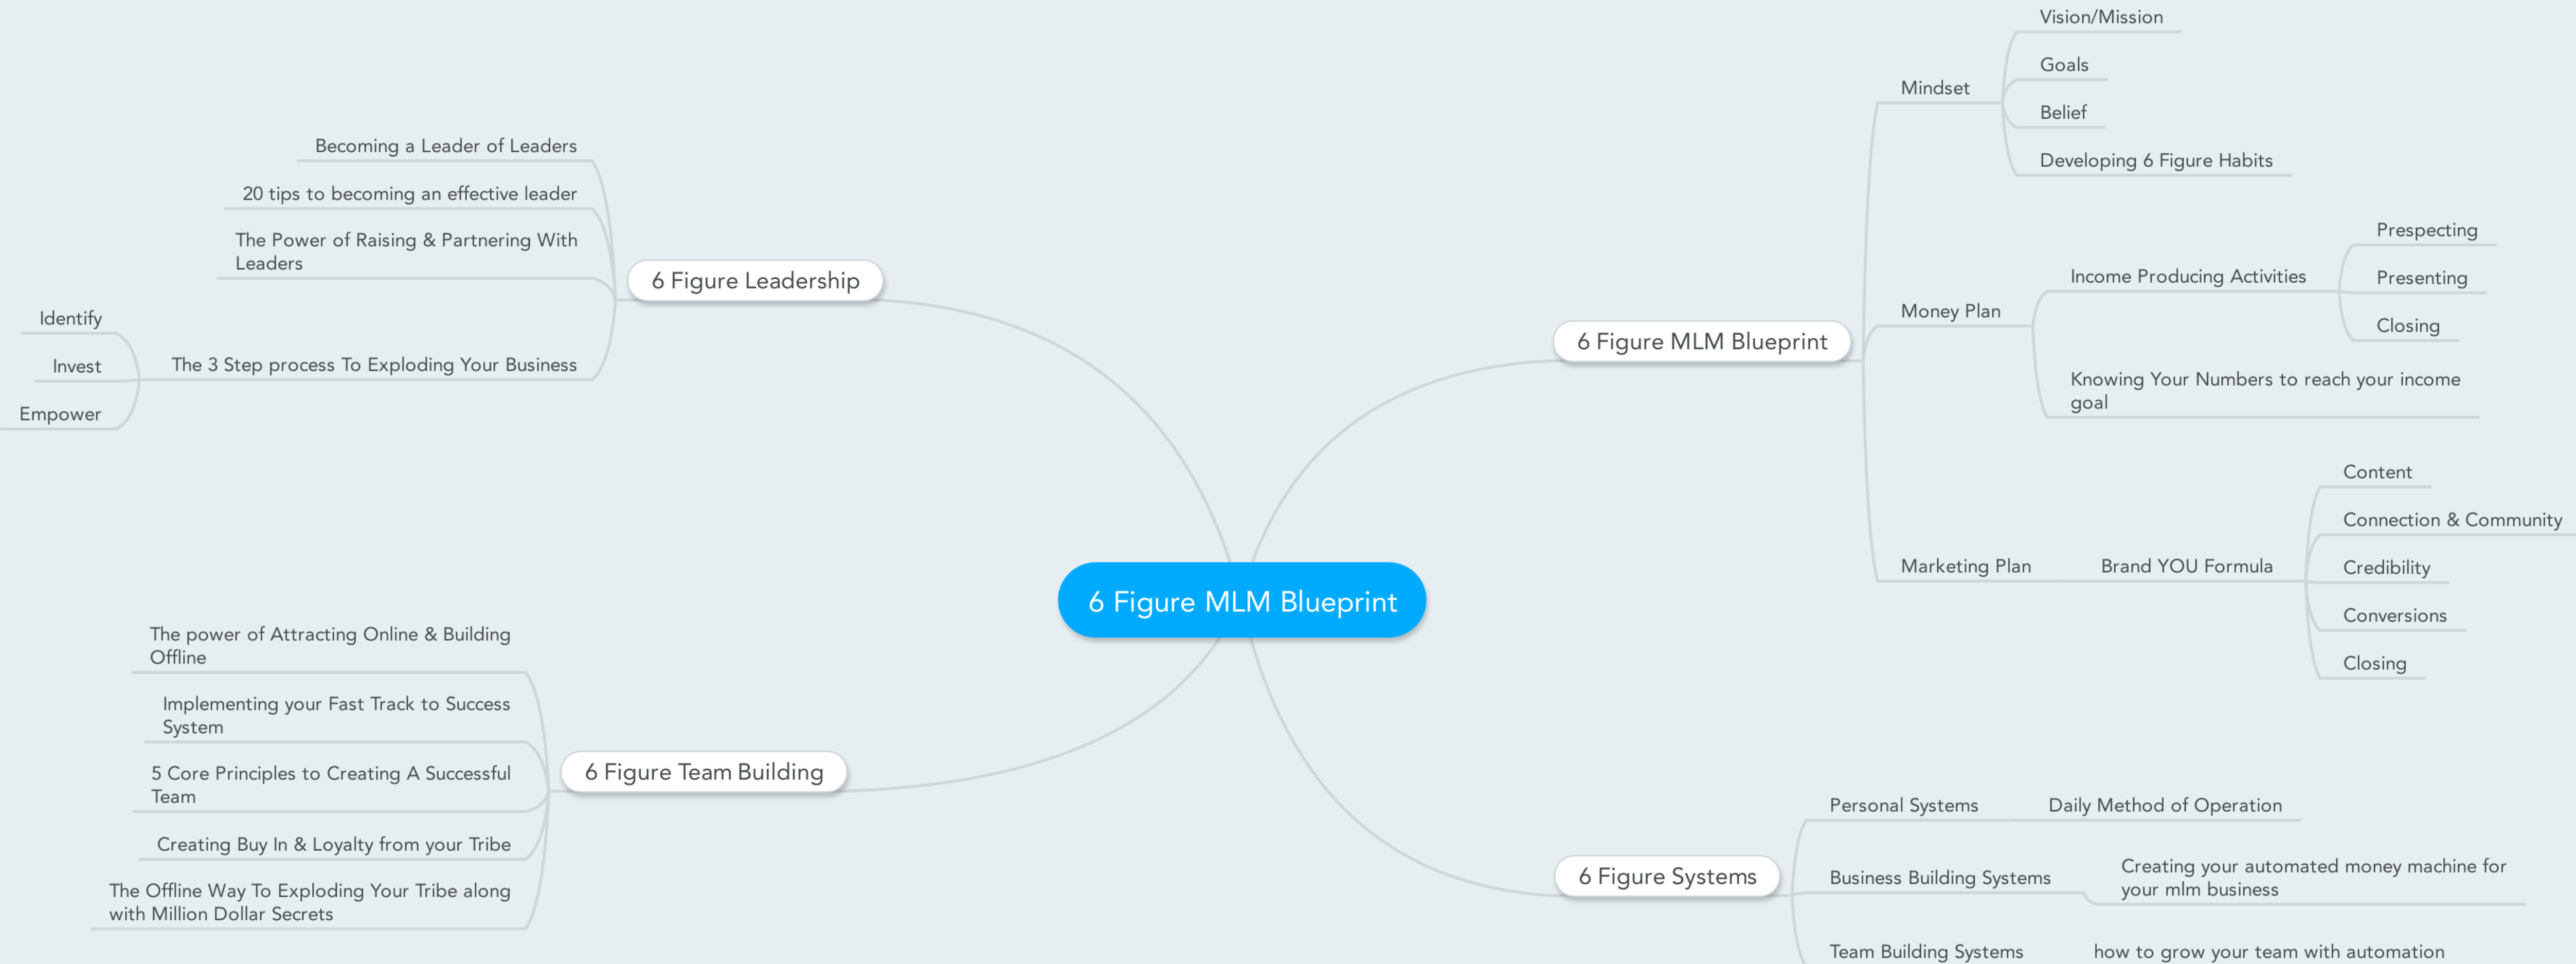 6 Figure MLM Blueprint
6 Figure MLM Blueprint
Mindset
Vision/Mission
Goals
Belief
Developing 6 Figure Habits
Money Plan
Income Producing Activities
Prespecting
Presenting
Closing
Knowing Your Numbers to reach your income
goal
Marketing Plan
Brand YOU Formula
Content
Connection & Community
Credibility
Conversions
Closing
6 Figure Systems
Personal Systems
Daily Method of Operation
Business Building Systems
Creating your automated money machine for
your mlm business
Team Building Systems
how to grow your team with automation
6 Figure Leadership
Becoming a Leader of Leaders
20 tips to becoming an effective leader
The Power of Raising & Partnering With
Leaders
The 3 Step process To Exploding Your Business
Identify
Invest
Empower
6 Figure Team Building
The power of Attracting Online & Building
Offline
Implementing your Fast Track to Success
System
5 Core Principles to Creating A Successful
Team
Creating Buy In & Loyalty from your Tribe
The Offline Way To Exploding Your Tribe along
with Million Dollar Secrets